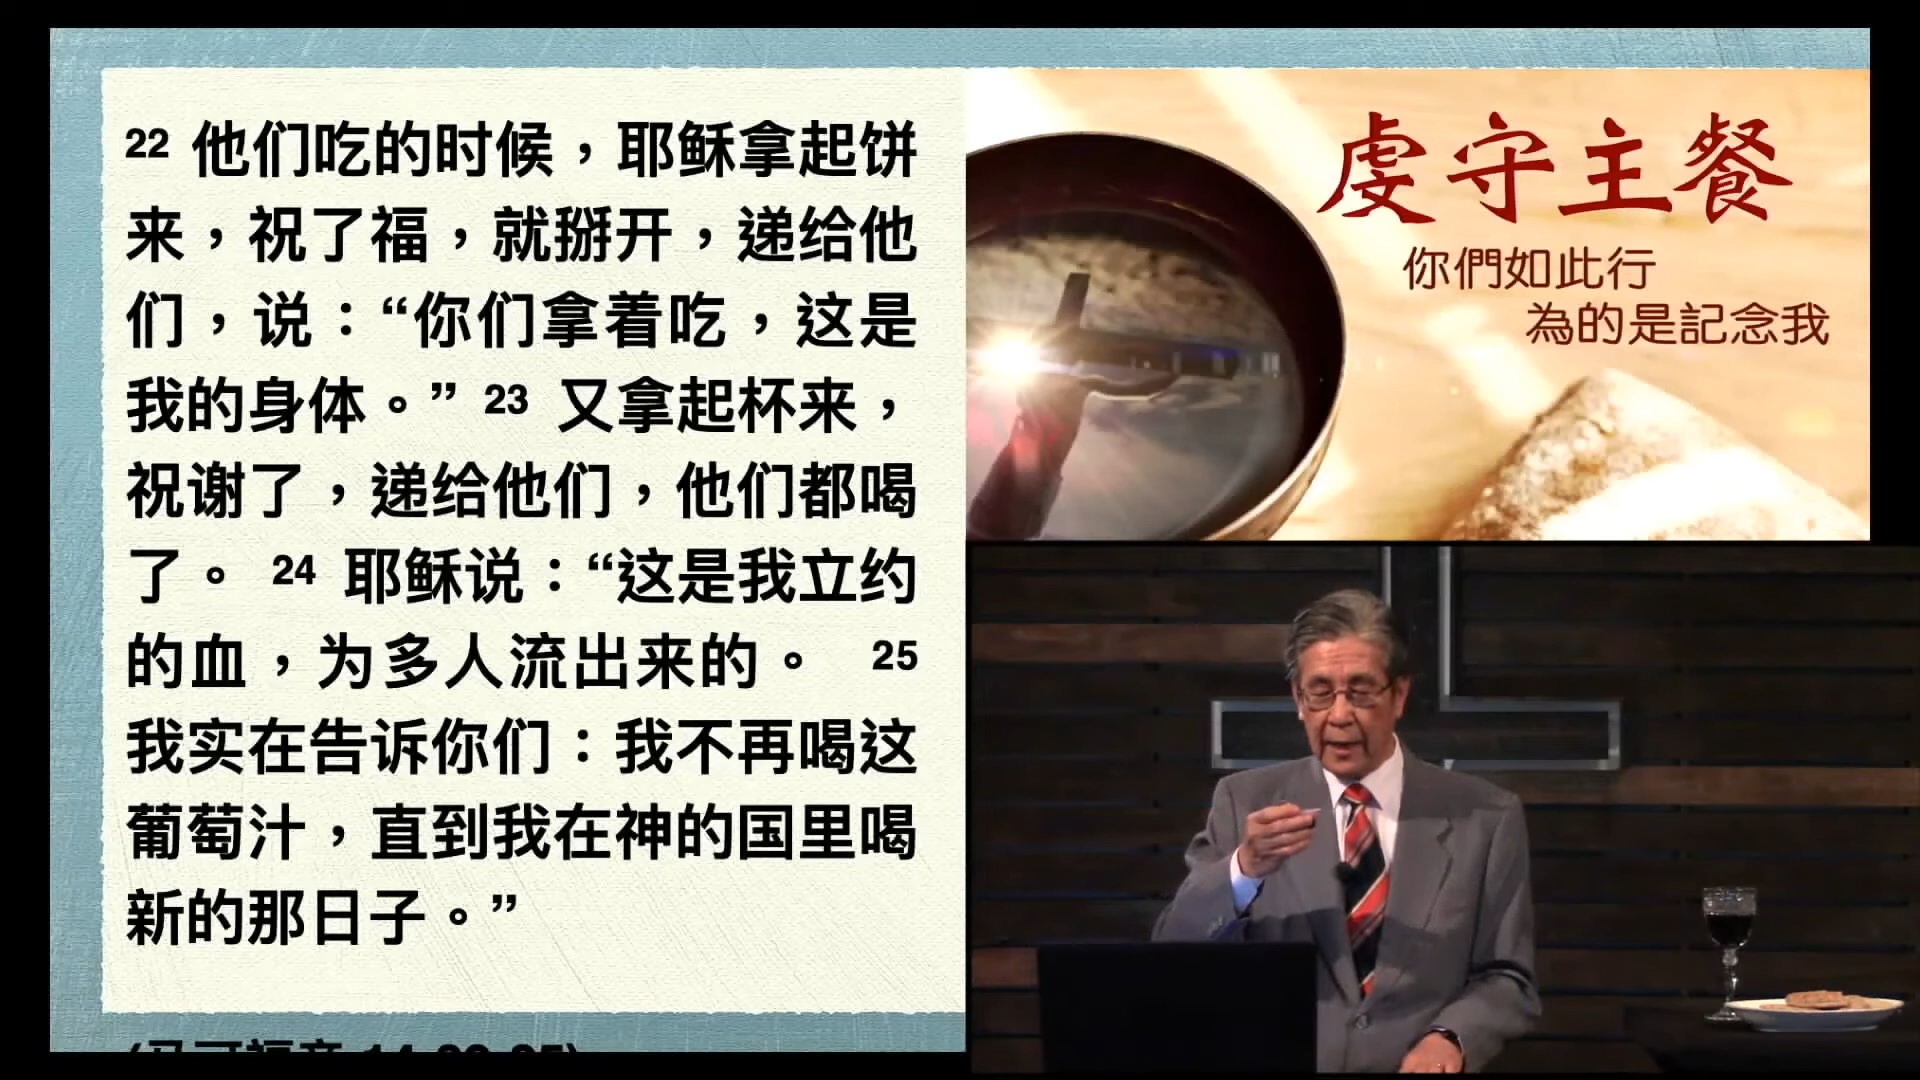 22 他们吃的时候，耶稣拿起饼
来，祝了福，就掰开，递给他
们，说：“你们拿着吃，这是
我的身体。” 23 又拿起杯来，
祝谢了，递给他们，他们都喝
了。 24 耶稣说：“这是我立约
的血，为多人流出来的。 25
我实在告诉你们：我不再喝这
葡萄汁，直到我在神的国里喝
新的那日子。”
虔守主餐
你們如此行
為的是記念我